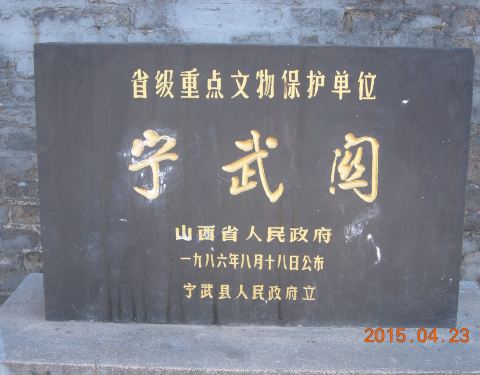 省级重点文物保护单位
宁武関
山西省人民政府
一九八六年八月十八日公布
宁武县人民政府立
2015.04.23